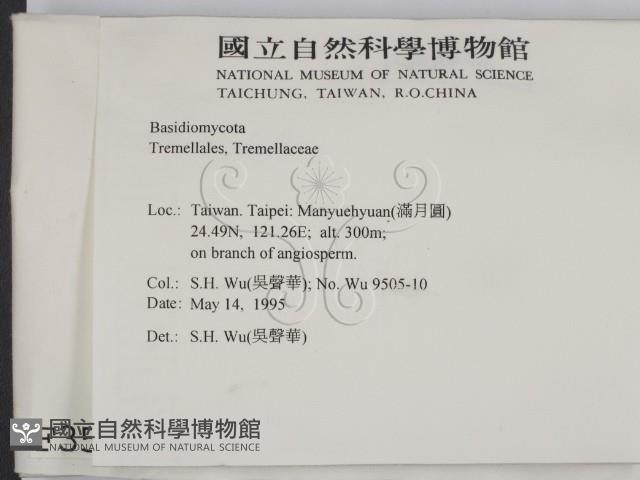 國立自然科學博物館
NATIONAL MUSEUM OF NATURAL SCIENCE
TAICHUNG, TAIWAN, R.O.CHINA
Basidiomycota
Tremellales, Tremellaceae
Loc.: Taiwan. Taipei: Manyuehyuan(滿月圓)
24.49N, 121.26E; alt. 300m;
on branch of angiosperm.
Col.: S.H. Wu(吳聲華); No. Wu 9505-10
Date: May 14, 1995
Det.: S.H. Wu(吳聲華)
國立自然科學博物館
NATIONAL MUSEUM OF NATURAL SCIENCE